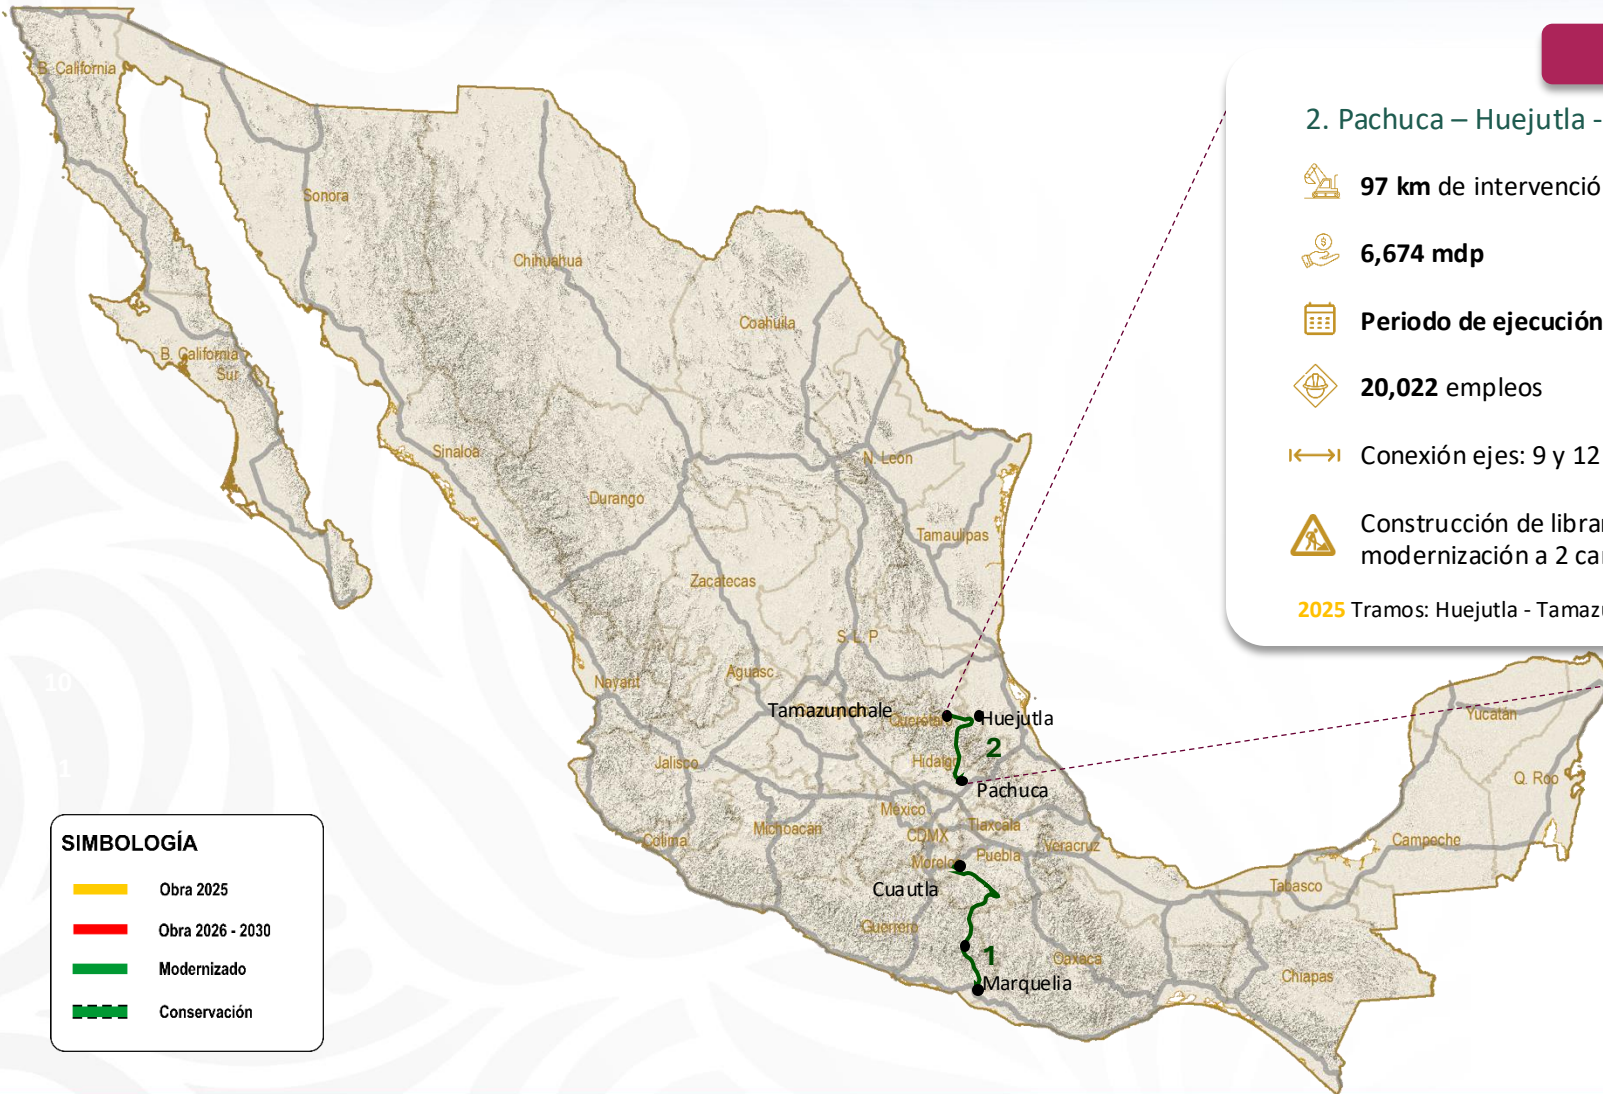 B. California
Sonora
Chihuahua
Coahuila
B. California
Sur
Sinaloa
Durango
N. León
Tamaulipas
Zacatecas
S. L. P
Aguasc
Nayarit
Tamazunchale
Huejutla
2
Hidalgo
Pachuca
Jalisco
México
Tlaxcala
CDMX
Michoacán
Colima
Morelos
Puebla
Veracruz
Cuautla
Guerrero
1
Oaxaca
Marquelia
Tabasco
Chiapas
Campeche
Yucatán
Q. Roo
2. Pachuca – Huejutla -
97 km de intervenció
6,674 mdp
Periodo de ejecución
20,022 empleos
Conexión ejes: 9 y 12
Construcción de libra
modernización a 2 ca
2025 Tramos: Huejutla - Tamaz
10
1
SIMBOLOGÍA
Obra 2025
Obra 2026 - 2030
Modernizado
Conservación